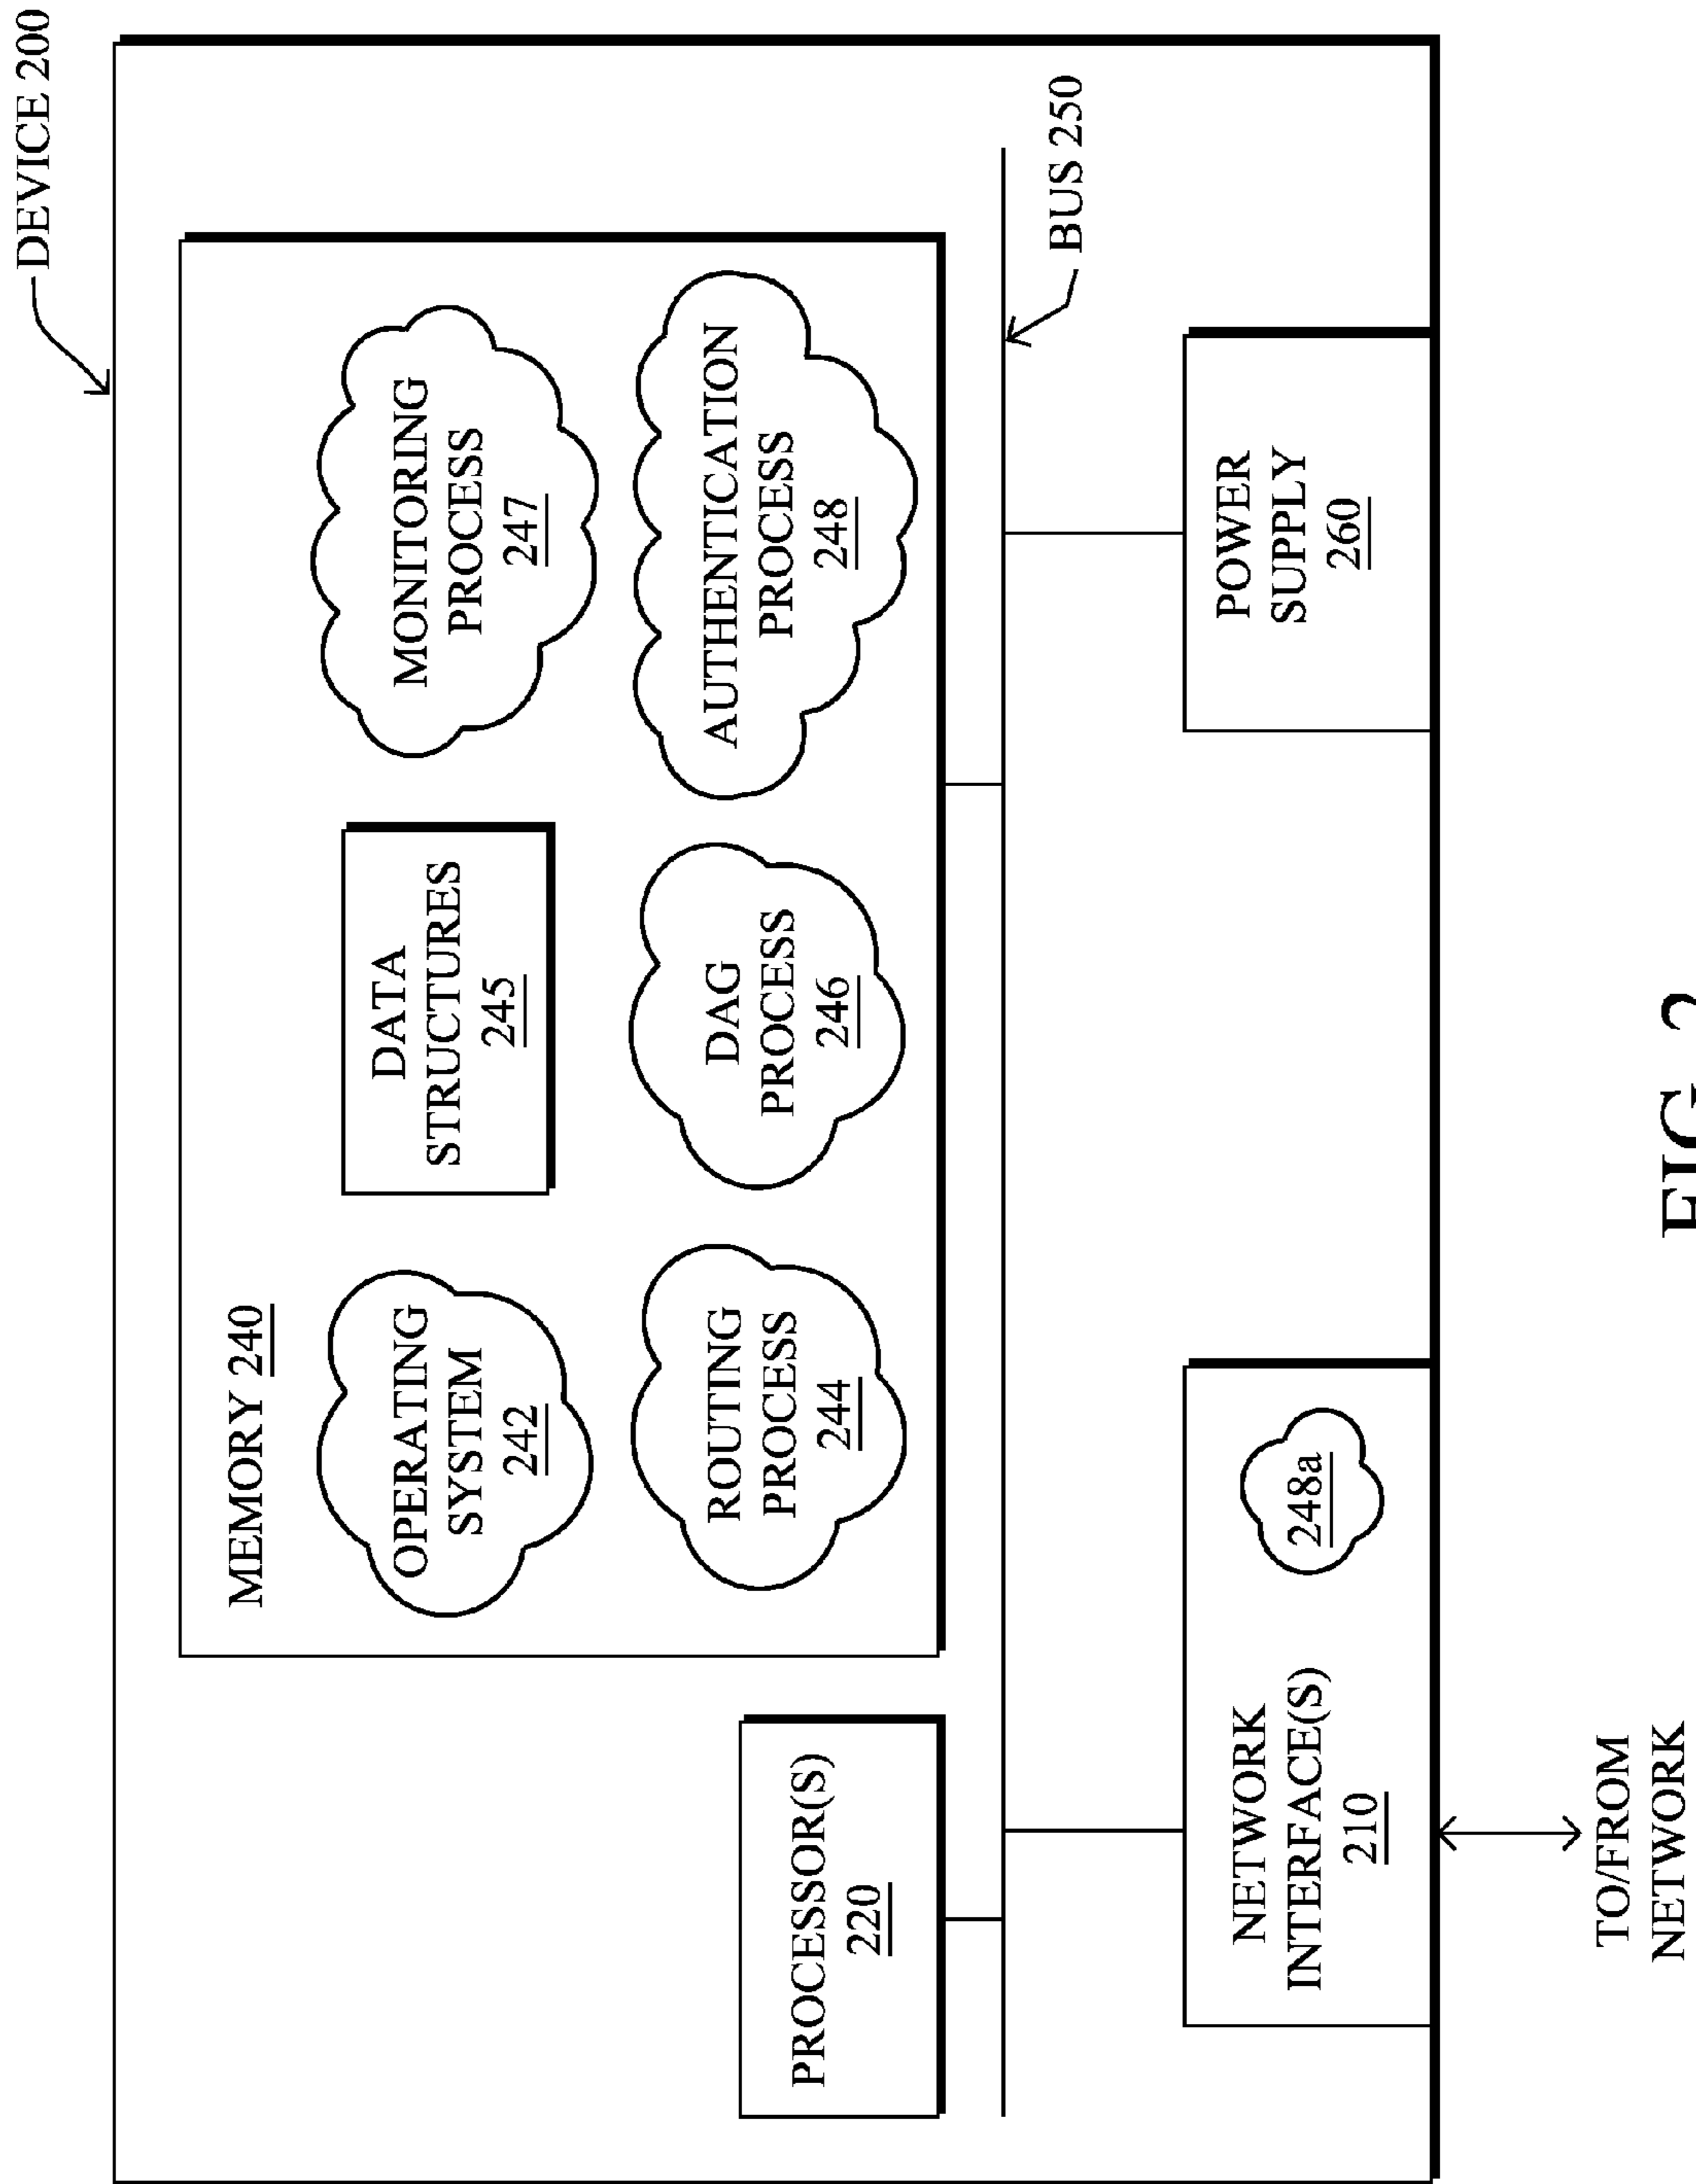 DEVICE 200
MEMORY 240
OPERATING
SYSTEM
242
DATA
STRUCTURES
245
MONITORING
PROCESS
247
ROUTING
PROCESS
244
DAG
PROCESS
246
AUTHENTICATION
PROCESS
248
PROCESSOR(S)
220
BUS 250
NETWORK
INTERFACE(S)
210
248a
POWER
SUPPLY
260
TO/FROM
NETWORK
FIG. 2